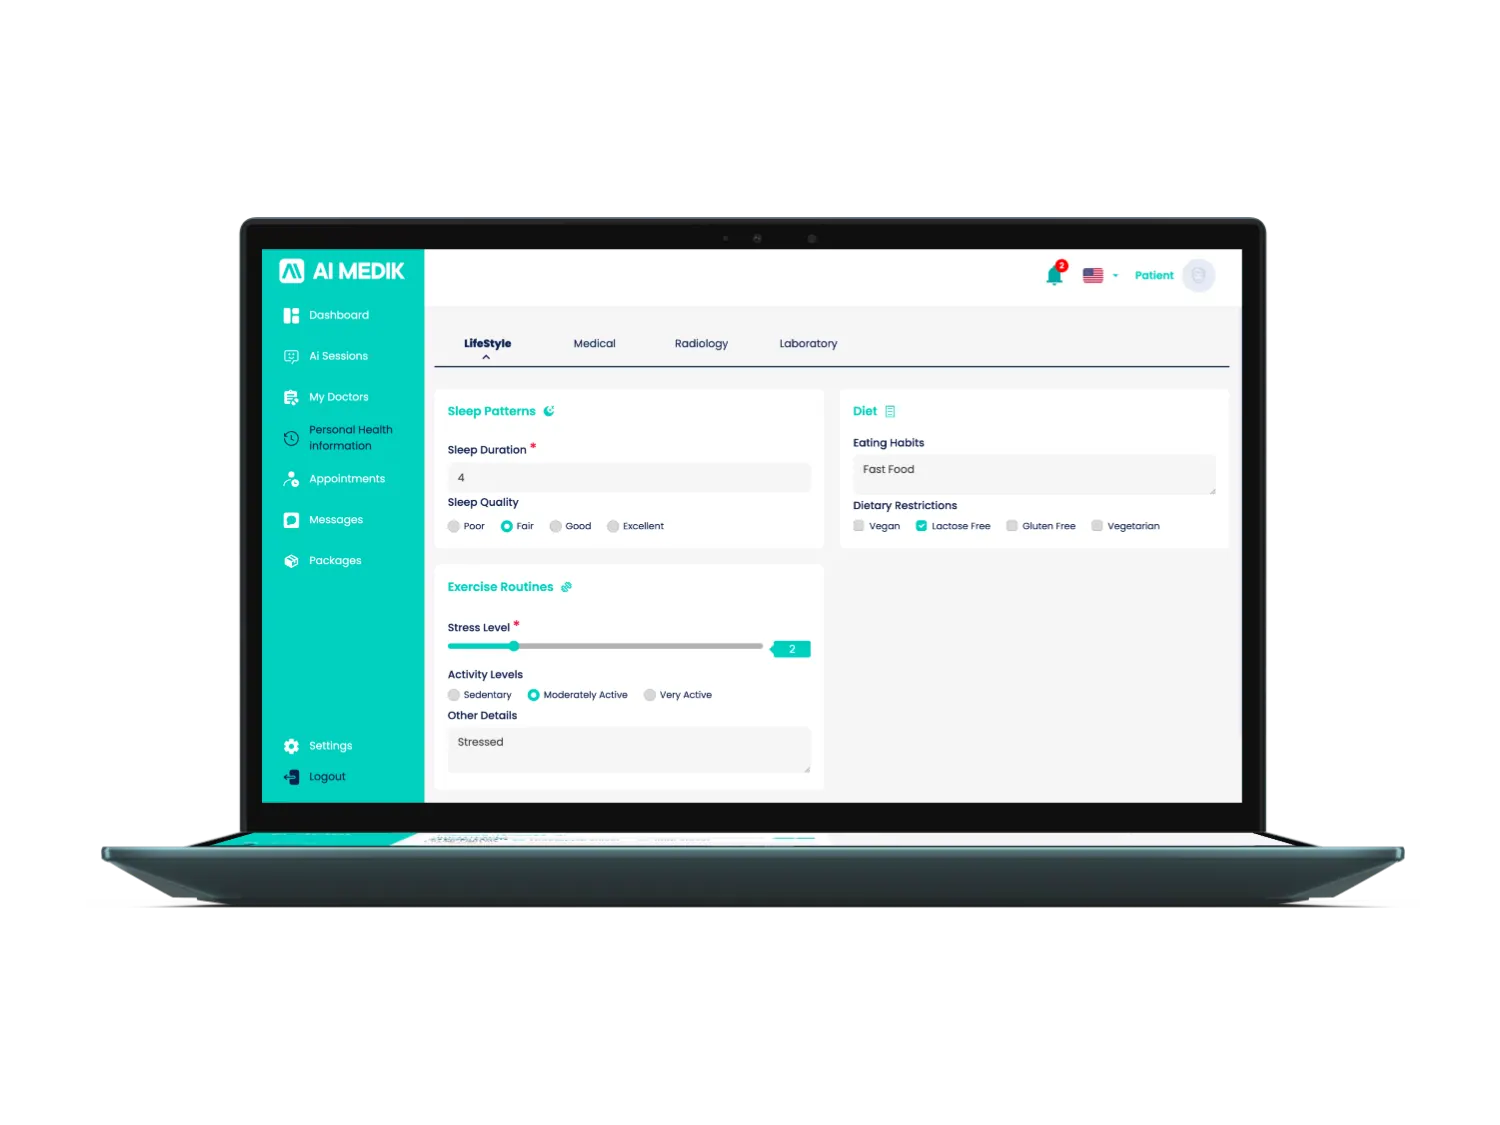 AI MEDIK
Dashboard
Ai Sessions
My Doctors
Personal Health
information
Appointments
Messages
Packages
Settings
Logout
2
Patient
LifeStyle
Medical
Radiology
Laboratory
Sleep Patterns
Sleep Duration *
4
Sleep Quality
Poor
Fair
Good
Excellent
Diet
Eating Habits
Fast Food
Dietary Restrictions
Vegan
Lactose Free
Gluten Free
Vegetarian
Exercise Routines
Stress Level *
2
Activity Levels
Sedentary
Moderately Active
Very Active
Other Details
Stressed